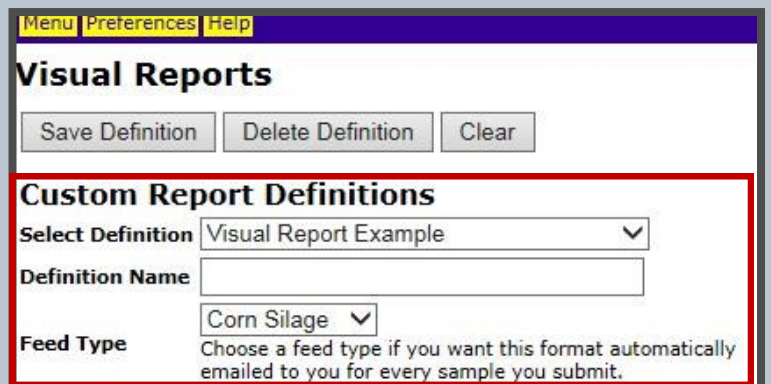 Menu Preferences Help
Visual Reports
Save Definition Delete Definition Clear
Custom Report Definitions
Select Definition Visual Report Example
Definition Name
Corn Silage
Feed Type
Choose a feed type if you want this format automatically
emailed to you for every sample you submit.